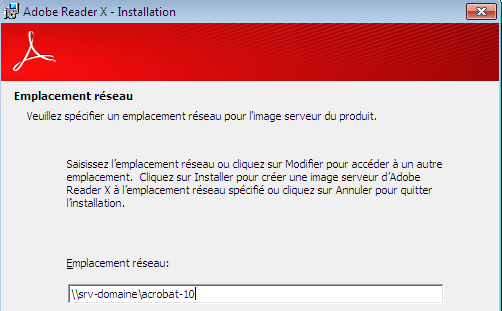 Adobe Reader X - Installation
Emplacement réseau
Veuillez spécifier un emplacement réseau pour l'image serveur du produit.
Saisissez l'emplacement réseau ou cliquez sur Modifier pour accéder à un autre
emplacement. Cliquez sur Installer pour créer une image serveur d'Adobe
Reader X à l'emplacement réseau spécifié ou cliquez sur Annuler pour quitter
l'installation.
Emplacement réseau:
\\srv-domaine\acrobat-10